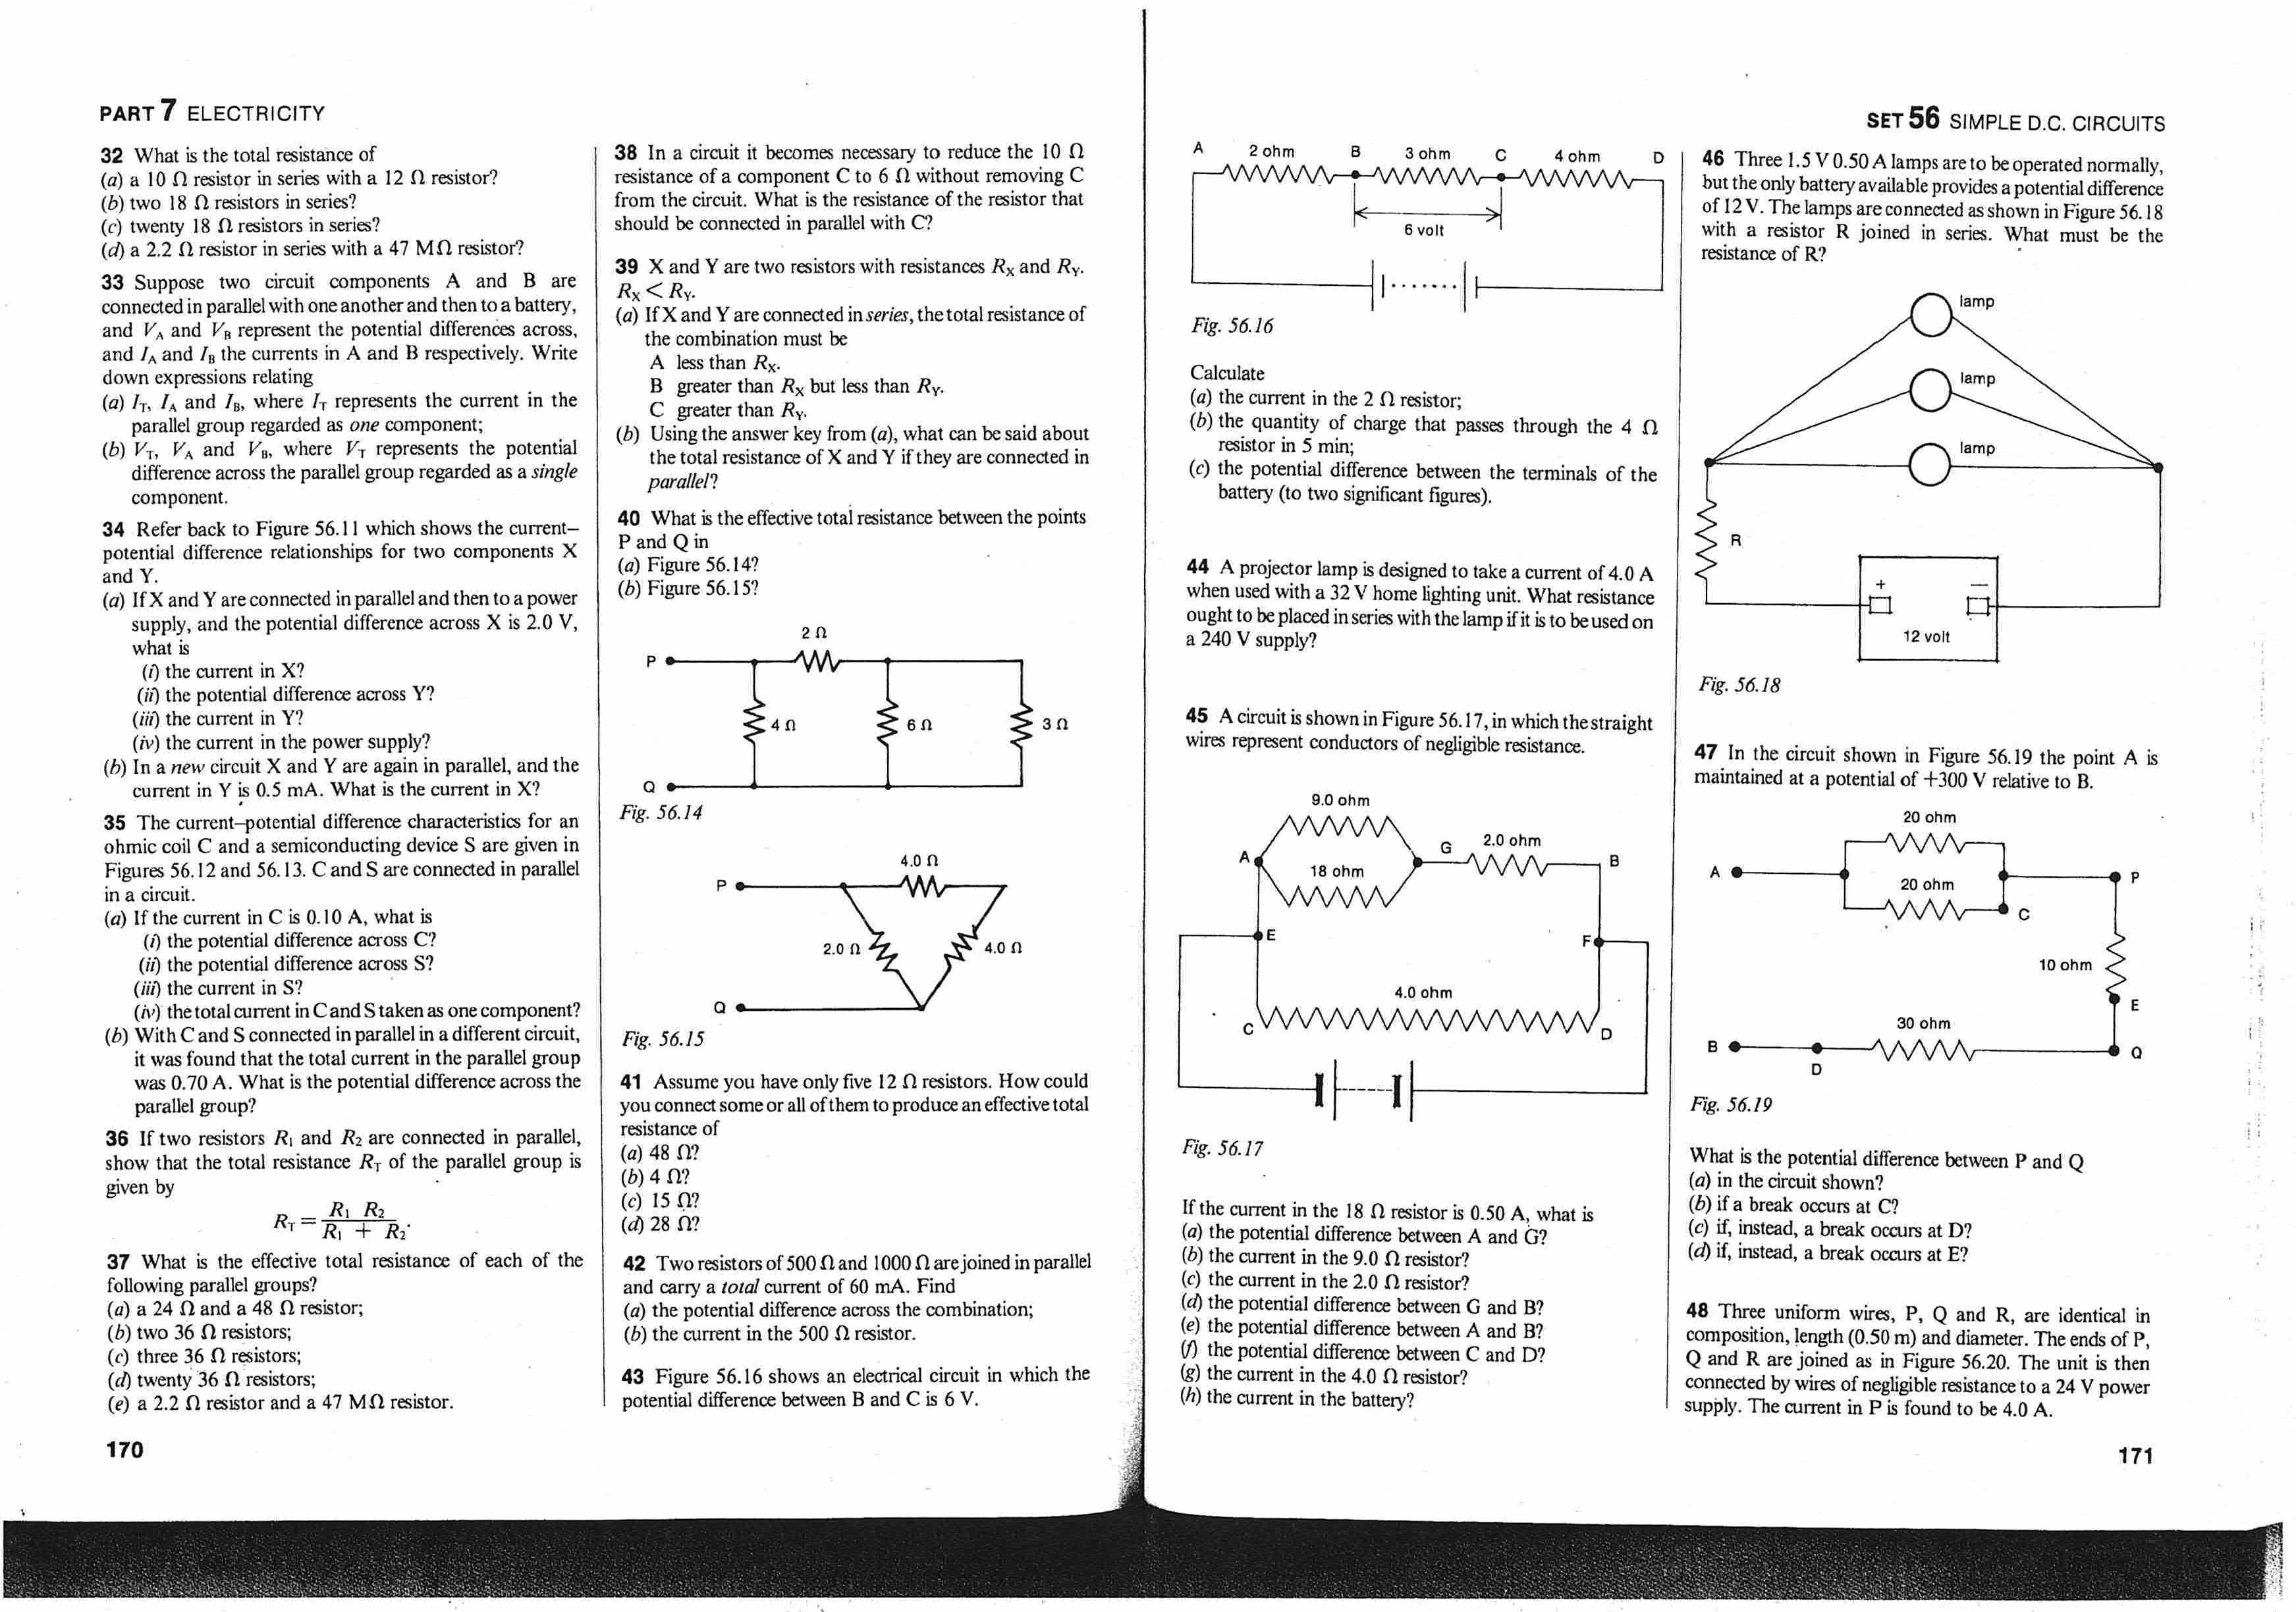 PART 7 ELECTRICITY
32 What is the total resistance of
(a) a 10 Ω resistor in series with a 12 Ω resistor?
(b) two 18 Ω resistors in series?
(c) twenty 18 Ω resistors in series?
(d) a 2.2 Ω resistor in series with a 47 MΩ resistor?
33 Suppose two circuit components A and B are
connected in parallel with one another and then to a battery,
and V_A and V_B represent the potential differences across,
and I_A and I_B the currents in A and B respectively. Write
down expressions relating
(a) I_T, I_A and I_B, where I_T represents the current in the
parallel group regarded as one component;
(b) V_T, V_A and V_B, where V_T represents the potential
difference across the parallel group regarded as a single
component.
34 Refer back to Figure 56.11 which shows the current–
potential difference relationships for two components X
and Y.
(a) If X and Y are connected in parallel and then to a power
supply, and the potential difference across X is 2.0 V,
what is
(i) the current in X?
(ii) the potential difference across Y?
(iii) the current in Y?
(iv) the current in the power supply?
(b) In a new circuit X and Y are again in parallel, and the
current in Y is 0.5 mA. What is the current in X?
35 The current–potential difference characteristics for an
ohmic coil C and a semiconducting device S are given in
Figures 56.12 and 56.13. C and S are connected in parallel
in a circuit.
(a) If the current in C is 0.10 A, what is
(i) the potential difference across C?
(ii) the potential difference across S?
(iii) the current in S?
(iv) the total current in C and S taken as one component?
(b) With C and S connected in parallel in a different circuit,
it was found that the total current in the parallel group
was 0.70 A. What is the potential difference across the
parallel group?
36 If two resistors R₁ and R₂ are connected in parallel,
show that the total resistance R_T of the parallel group is
given by
R_T = R₁ R₂ / R₁ + R₂.
37 What is the effective total resistance of each of the
following parallel groups?
(a) a 24 Ω and a 48 Ω resistor;
(b) two 36 Ω resistors;
(c) three 36 Ω resistors;
(d) twenty 36 Ω resistors;
(e) a 2.2 Ω resistor and a 47 MΩ resistor.
170
38 In a circuit it becomes necessary to reduce the 10 Ω
resistance of a component C to 6 Ω without removing C
from the circuit. What is the resistance of the resistor that
should be connected in parallel with C?
39 X and Y are two resistors with resistances R_X and R_Y.
R_X < R_Y.
(a) If X and Y are connected in series, the total resistance of
the combination must be
A less than R_X.
B greater than R_X but less than R_Y.
C greater than R_Y.
(b) Using the answer key from (a), what can be said about
the total resistance of X and Y if they are connected in
parallel?
40 What is the effective total resistance between the points
P and Q in
(a) Figure 56.14?
(b) Figure 56.15?
2 Ω
P
4 Ω
6 Ω
3 Ω
Q
Fig. 56.14
4.0 Ω
P
2.0 Ω
4.0 Ω
Q
Fig. 56.15
41 Assume you have only five 12 Ω resistors. How could
you connect some or all of them to produce an effective total
resistance of
(a) 48 Ω?
(b) 4 Ω?
(c) 15 Ω?
(d) 28 Ω?
42 Two resistors of 500 Ω and 1000 Ω are joined in parallel
and carry a total current of 60 mA. Find
(a) the potential difference across the combination;
(b) the current in the 500 Ω resistor.
43 Figure 56.16 shows an electrical circuit in which the
potential difference between B and C is 6 V.
SET 56 SIMPLE D.C. CIRCUITS
A 2 ohm B 3 ohm C 4 ohm D
6 volt
Fig. 56.16
Calculate
(a) the current in the 2 Ω resistor;
(b) the quantity of charge that passes through the 4 Ω
resistor in 5 min;
(c) the potential difference between the terminals of the
battery (to two significant figures).
44 A projector lamp is designed to take a current of 4.0 A
when used with a 32 V home lighting unit. What resistance
ought to be placed in series with the lamp if it is to be used on
a 240 V supply?
45 A circuit is shown in Figure 56.17, in which the straight
wires represent conductors of negligible resistance.
9.0 ohm
A
18 ohm
G
2.0 ohm
B
E
F
4.0 ohm
C
D
Fig. 56.17
If the current in the 18 Ω resistor is 0.50 A, what is
(a) the potential difference between A and G?
(b) the current in the 9.0 Ω resistor?
(c) the current in the 2.0 Ω resistor?
(d) the potential difference between G and B?
(e) the potential difference between A and B?
(f) the potential difference between C and D?
(g) the current in the 4.0 Ω resistor?
(h) the current in the battery?
46 Three 1.5 V 0.50 A lamps are to be operated normally,
but the only battery available provides a potential difference
of 12 V. The lamps are connected as shown in Figure 56.18
with a resistor R joined in series. What must be the
resistance of R?
lamp
lamp
lamp
R
+ −
12 volt
Fig. 56.18
47 In the circuit shown in Figure 56.19 the point A is
maintained at a potential of +300 V relative to B.
20 ohm
A
P
20 ohm
C
10 ohm
E
30 ohm
B
D
Q
Fig. 56.19
What is the potential difference between P and Q
(a) in the circuit shown?
(b) if a break occurs at C?
(c) if, instead, a break occurs at D?
(d) if, instead, a break occurs at E?
48 Three uniform wires, P, Q and R, are identical in
composition, length (0.50 m) and diameter. The ends of P,
Q and R are joined as in Figure 56.20. The unit is then
connected by wires of negligible resistance to a 24 V power
supply. The current in P is found to be 4.0 A.
171